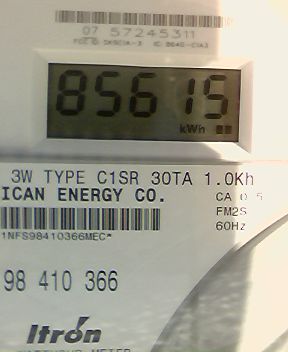 07 57245311
85615
kWh
3W TYPE C1SR 30TA 1.0Kh
ICAN ENERGY CO.
CA 0.5
FM2S
60Hz
1NFS98410366MEC*
98 410 366
Itron